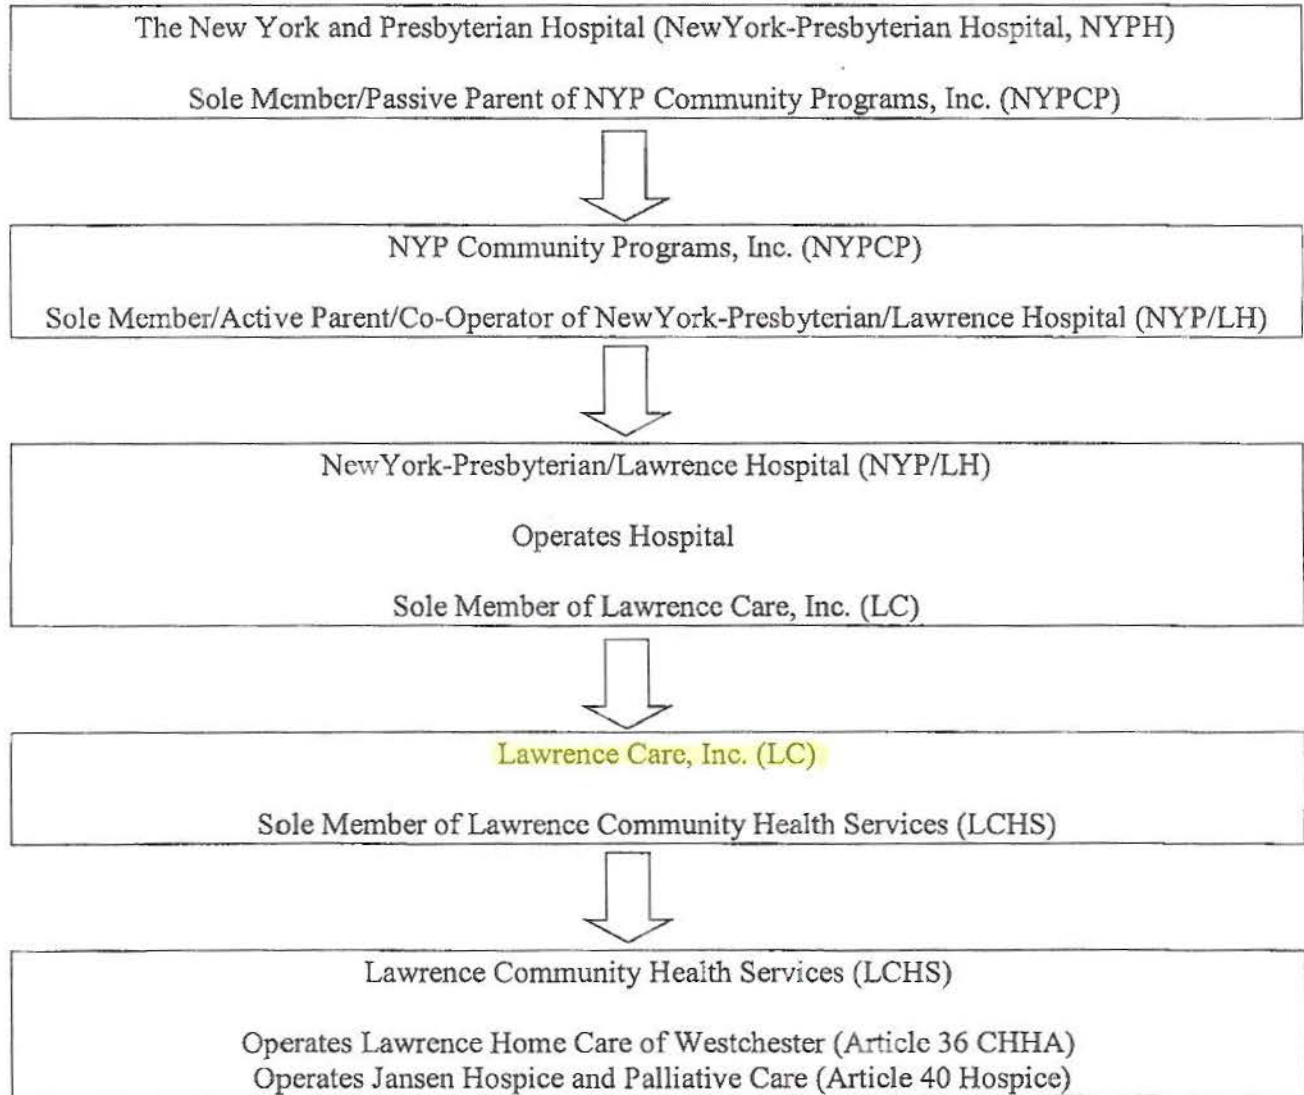 The New York and Presbyterian Hospital (NewYork-Presbyterian Hospital, NYPH)
Sole Member/Passive Parent of NYP Community Programs, Inc. (NYPCP)
NYP Community Programs, Inc. (NYPCP)
Sole Member/Active Parent/Co-Operator of NewYork-Presbyterian/Lawrence Hospital (NYP/LH)
NewYork-Presbyterian/Lawrence Hospital (NYP/LH)
Operates Hospital
Sole Member of Lawrence Care, Inc. (LC)
Lawrence Care, Inc. (LC)
Sole Member of Lawrence Community Health Services (LCHS)
Lawrence Community Health Services (LCHS)
Operates Lawrence Home Care of Westchester (Article 36 CHHA)
Operates Jansen Hospice and Palliative Care (Article 40 Hospice)